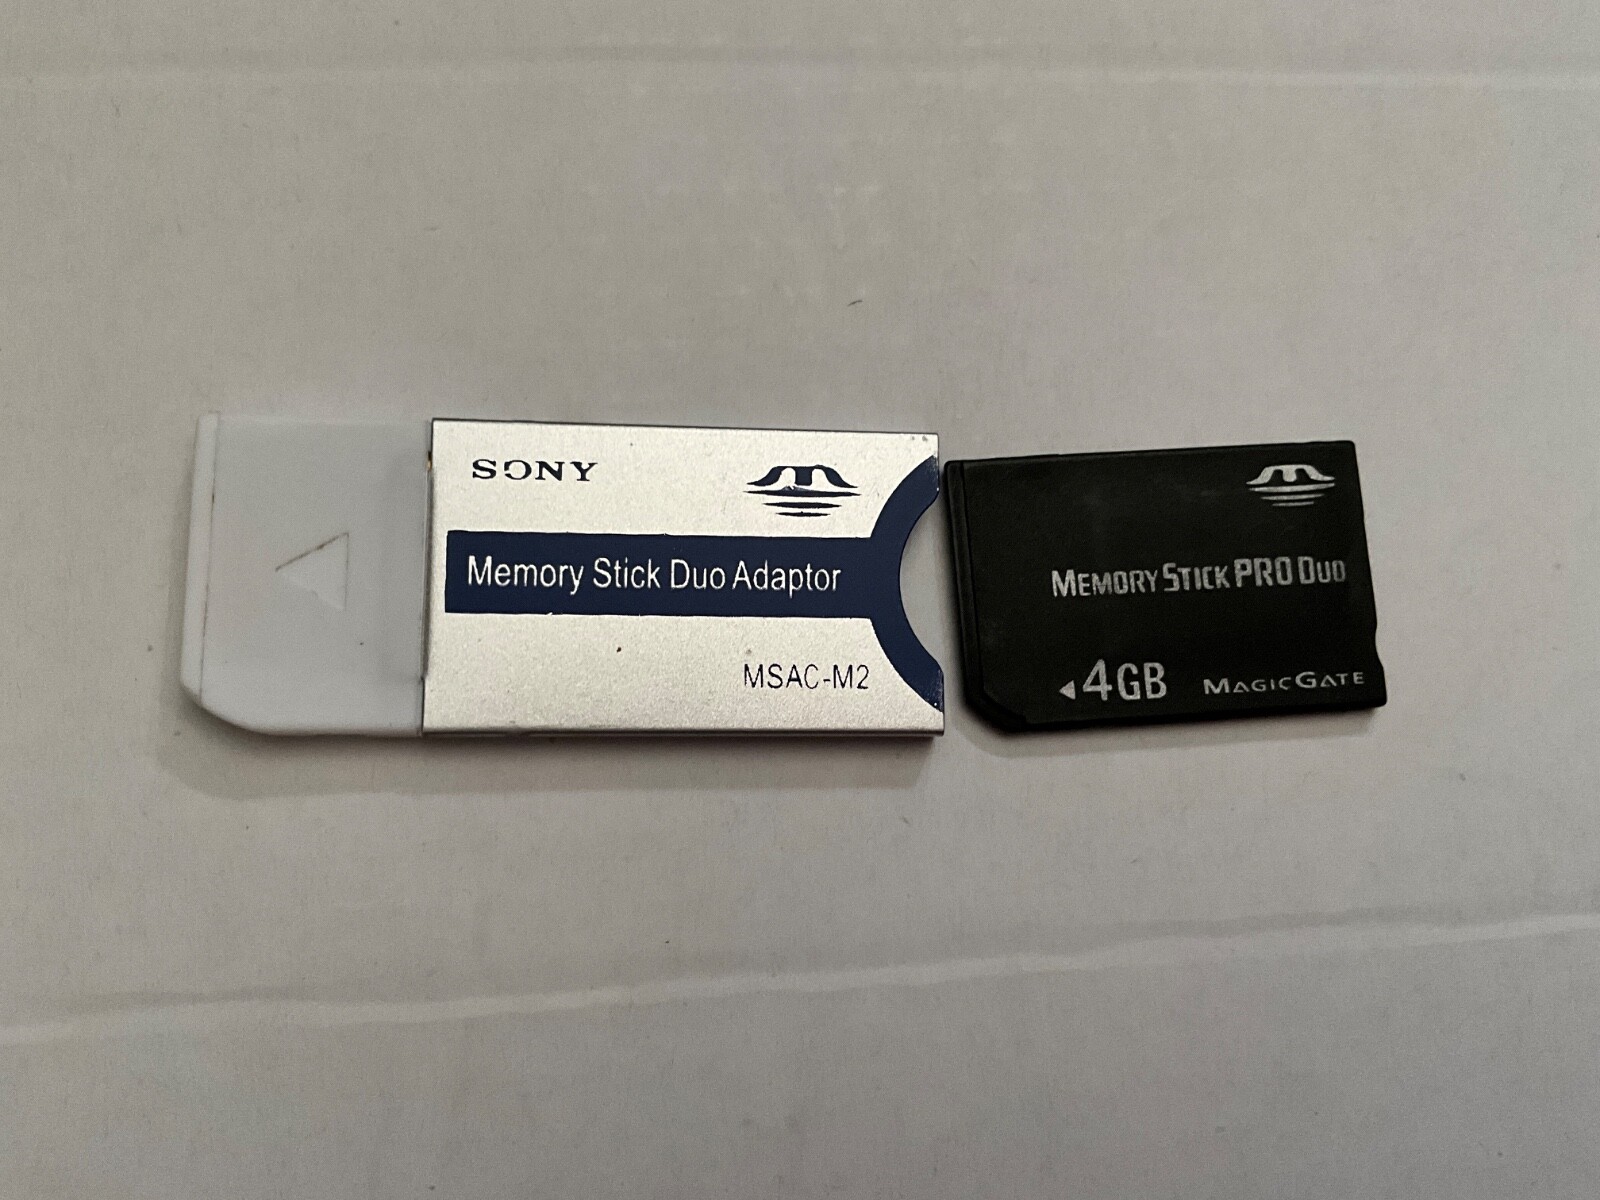 SONY
Memory Stick Duo Adaptor
MSAC-M2
MEMORY STICK PRO DUO
4GB MAGICGATE